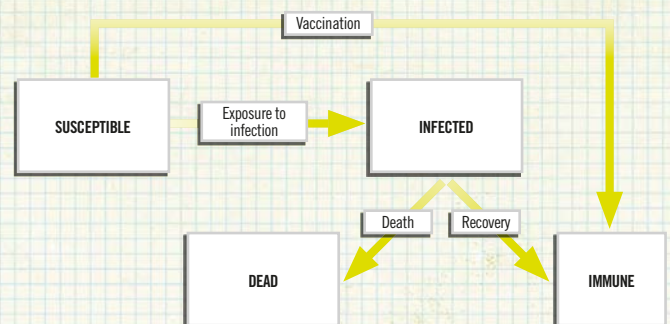 Vaccination
SUSCEPTIBLE
Exposure to
infection
INFECTED
Death
Recovery
DEAD
IMMUNE